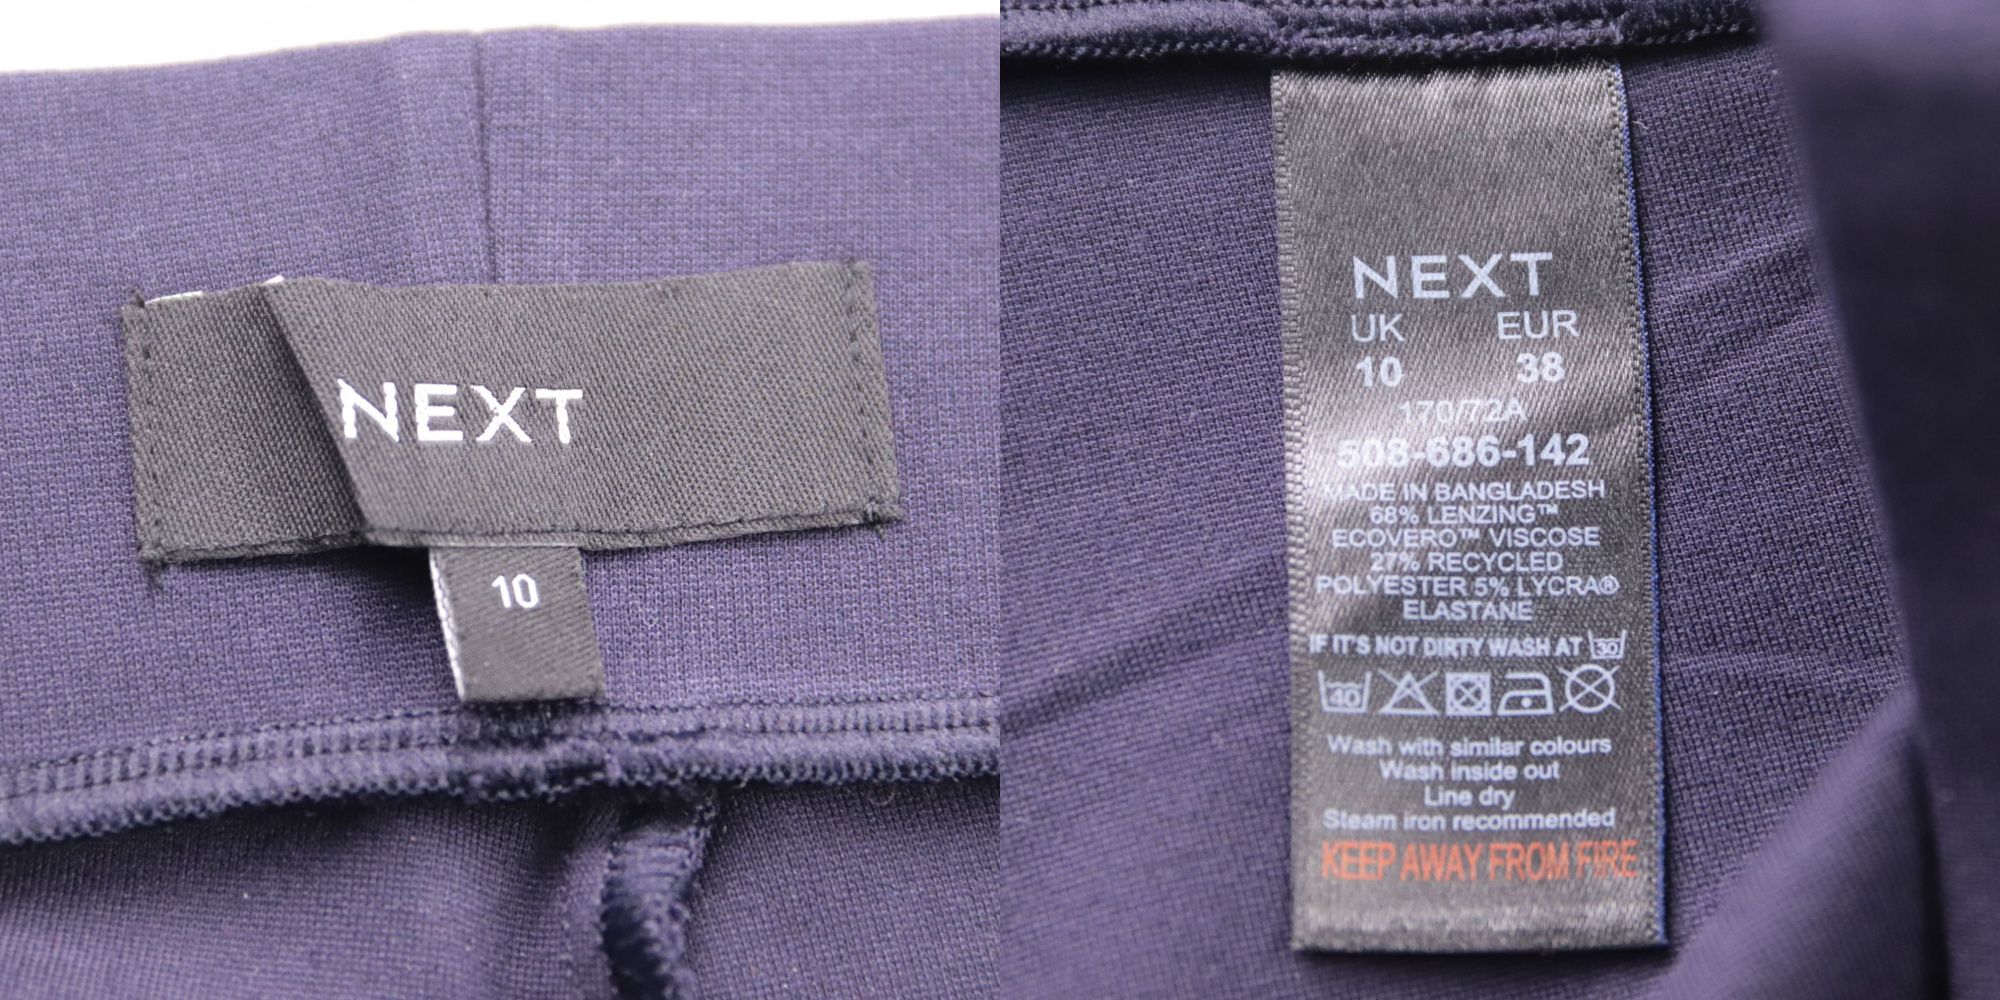 NEXT
10
NEXT
UK EUR
10 38
170/72A
508-686-142
MADE IN BANGLADESH
68% LENZING™
ECOVERO™ VISCOSE
27% RECYCLED
POLYESTER 5% LYCRA®
ELASTANE
IF IT'S NOT DIRTY WASH AT 30
40
Wash with similar colours
Wash inside out
Line dry
Steam iron recommended
KEEP AWAY FROM FIRE